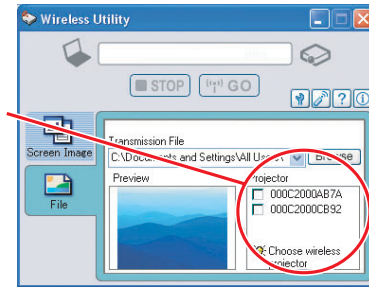 Wireless Utility
STOP
GO
Screen Image
File
Transmission File
C:\Documents and Settings\All Users\
Browse
Preview
Projector
000C2000AB7A
000C2000CB92
Choose wireless
projector